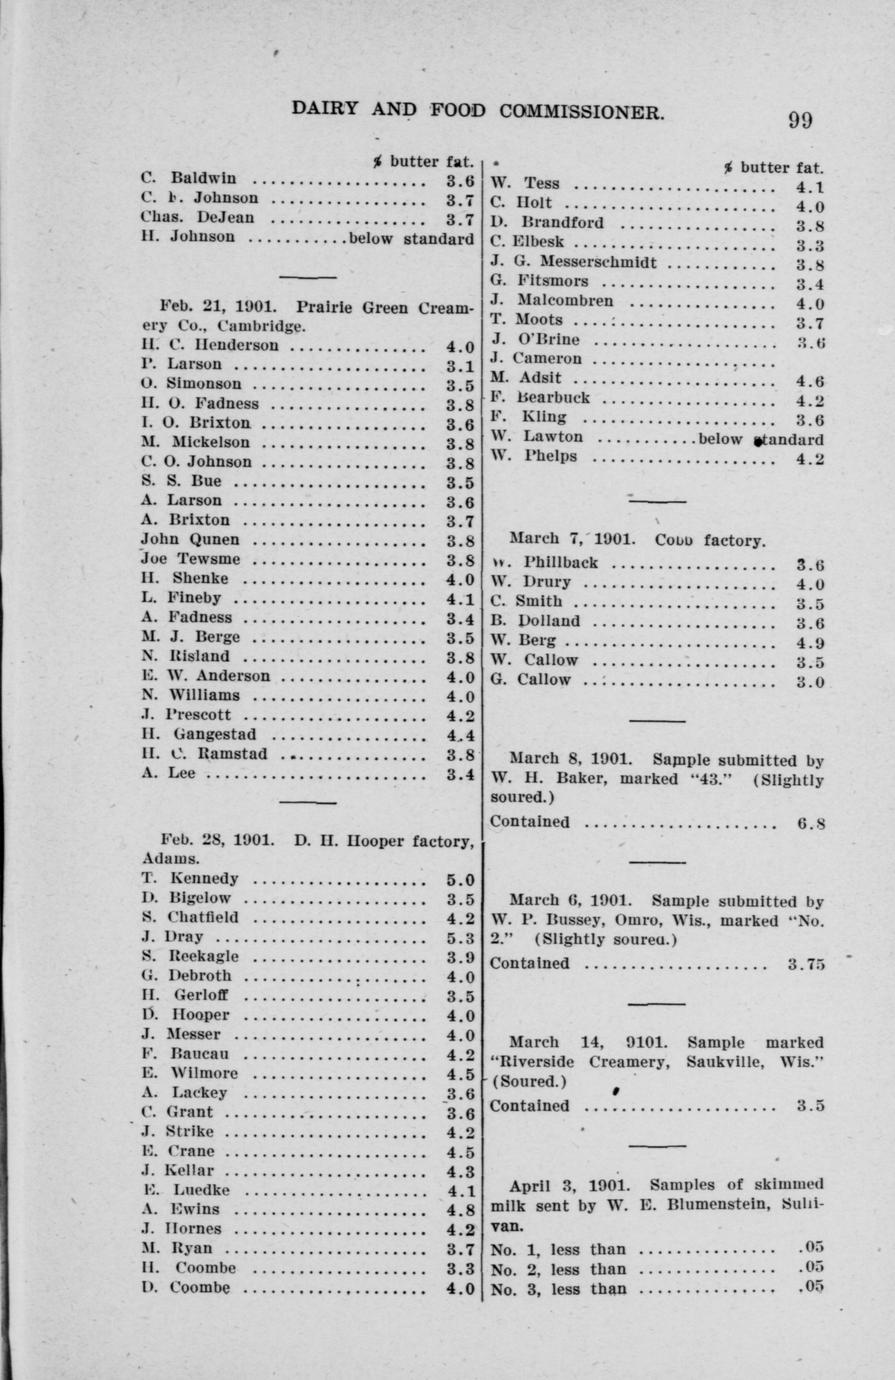 DAIRY AND FOOD COMMISSIONER. 99
% butter fat.
C. Baldwin ................... 3.6
C. F. Johnson ................. 3.7
Chas. DeJean ................. 3.7
H. Johnson ...........below standard
Feb. 21, 1901. Prairie Green Cream-
ery Co., Cambridge.
H. C. Henderson ............... 4.0
P. Larson ..................... 3.1
O. Simonson ................... 3.5
H. O. Fadness ................. 3.8
I. O. Brixton .................. 3.6
M. Mickelson .................. 3.8
C. O. Johnson .................. 3.8
S. S. Bue ..................... 3.5
A. Larson ..................... 3.6
A. Brixton .................... 3.7
John Qunen ................... 3.8
Joe Tewsme ................... 3.8
H. Shenke .................... 4.0
L. Fineby ..................... 4.1
A. Fadness .................... 3.4
M. J. Berge ................... 3.5
N. Risland .................... 3.8
E. W. Anderson ................ 4.0
N. Williams ................... 4.0
J. Prescott .................... 4.2
H. Gangestad ................. 4.4
H. C. Ramstad ................ 3.8
A. Lee ........................ 3.4
Feb. 28, 1901. D. H. Hooper factory,
Adams.
T. Kennedy ................... 5.0
D. Bigelow .................... 3.5
S. Chatfield ................... 4.2
J. Dray ....................... 5.3
S. Reekagle ................... 3.9
G. Debroth .................... 4.0
H. Gerloff .................... 3.5
D. Hooper .................... 4.0
J. Messer ..................... 4.0
F. Baucau .................... 4.2
E. Wilmore ................... 4.5
A. Lackey .................... 3.6
C. Grant ...................... 3.6
J. Strike ...................... 4.2
E. Crane ...................... 4.5
J. Kellar ...................... 4.3
E. Luedke .................... 4.1
A. Ewins ..................... 4.8
J. Hornes ..................... 4.2
M. Ryan ...................... 3.7
H. Coombe ................... 3.3
D. Coombe .................... 4.0
% butter fat.
W. Tess ...................... 4.1
C. Holt ....................... 4.0
D. Brandford ................. 3.8
C. Elbesk ...................... 3.3
J. G. Messerschmidt ............ 3.8
G. Fitsmors ................... 3.4
J. Malcombren ................ 4.0
T. Moots ...................... 3.7
J. O'Brine .................... 3.6
J. Cameron ....................
M. Adsit ...................... 4.6
F. Bearbuck ................... 4.2
F. Kling ..................... 3.6
W. Lawton ...........below standard
W. Phelps .................... 4.2
March 7, 1901. Cobb factory.
W. Phillback .................. 3.6
W. Drury ..................... 4.0
C. Smith ...................... 3.5
B. Dolland .................... 3.6
W. Berg ....................... 4.9
W. Callow .................... 3.5
G. Callow ..................... 3.0
March 8, 1901. Sample submitted by
W. H. Baker, marked "43." (Slightly
soured.)
Contained ..................... 6.8
March 6, 1901. Sample submitted by
W. P. Bussey, Omro, Wis., marked "No.
2." (Slightly soured.)
Contained .................... 3.75
March 14, 9101. Sample marked
"Riverside Creamery, Saukville, Wis."
(Soured.)
Contained ..................... 3.5
April 3, 1901. Samples of skimmed
milk sent by W. E. Blumenstein, Sulli-
van.
No. 1, less than ............... .05
No. 2, less than ............... .05
No. 3, less than ............... .05